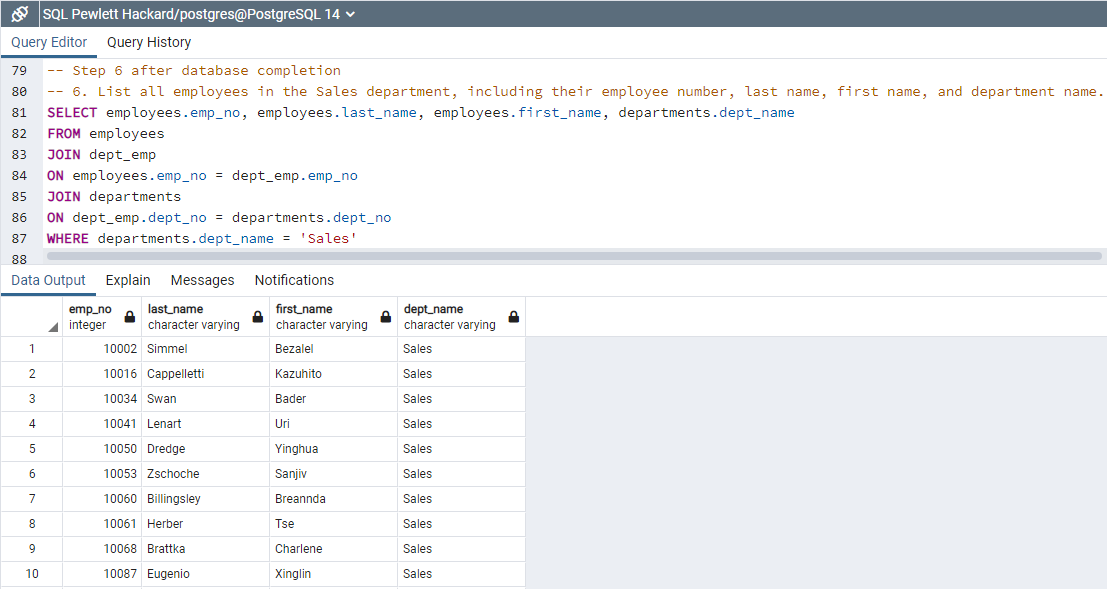 SQL Pewlett Hackard/postgres@PostgreSQL 14
Query Editor Query History
79 -- Step 6 after database completion
80 -- 6. List all employees in the Sales department, including their employee number, last name, first name, and department name.
81 SELECT employees.emp_no, employees.last_name, employees.first_name, departments.dept_name
82 FROM employees
83 JOIN dept_emp
84 ON employees.emp_no = dept_emp.emp_no
85 JOIN departments
86 ON dept_emp.dept_no = departments.dept_no
87 WHERE departments.dept_name = 'Sales'
88
Data Output Explain Messages Notifications
emp_no last_name first_name dept_name
integer character varying character varying character varying
1 10002 Simmel Bezalel Sales
2 10016 Cappelletti Kazuhito Sales
3 10034 Swan Bader Sales
4 10041 Lenart Uri Sales
5 10050 Dredge Yinghua Sales
6 10053 Zschoche Sanjiv Sales
7 10060 Billingsley Breannda Sales
8 10061 Herber Tse Sales
9 10068 Brattka Charlene Sales
10 10087 Eugenio Xinglin Sales